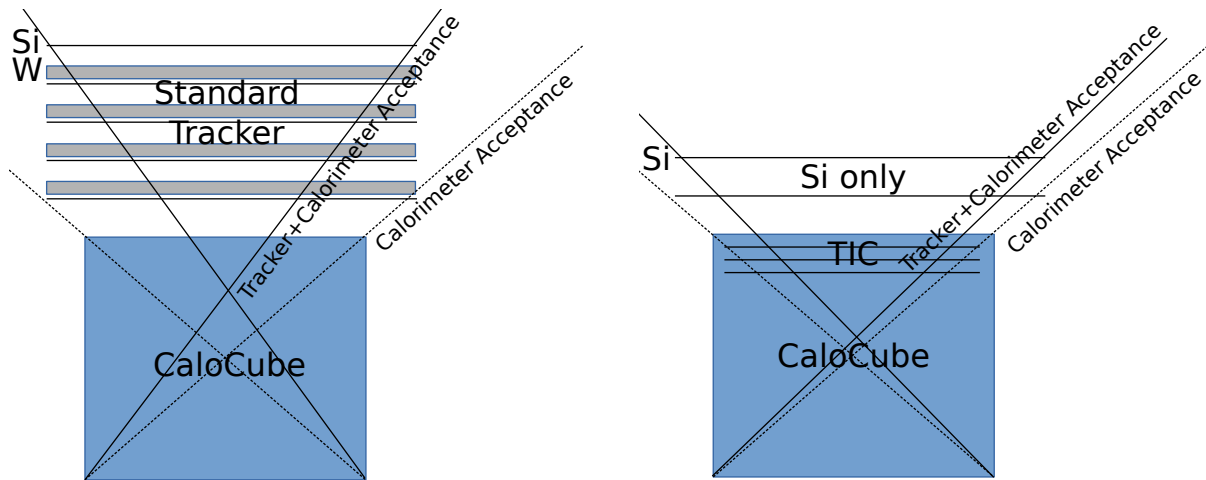 Si
W
Standard
Tracker
Tracker+Calorimeter Acceptance
Calorimeter Acceptance
CaloCube
Si
Si only
TIC
Tracker+Calorimeter Acceptance
Calorimeter Acceptance
CaloCube